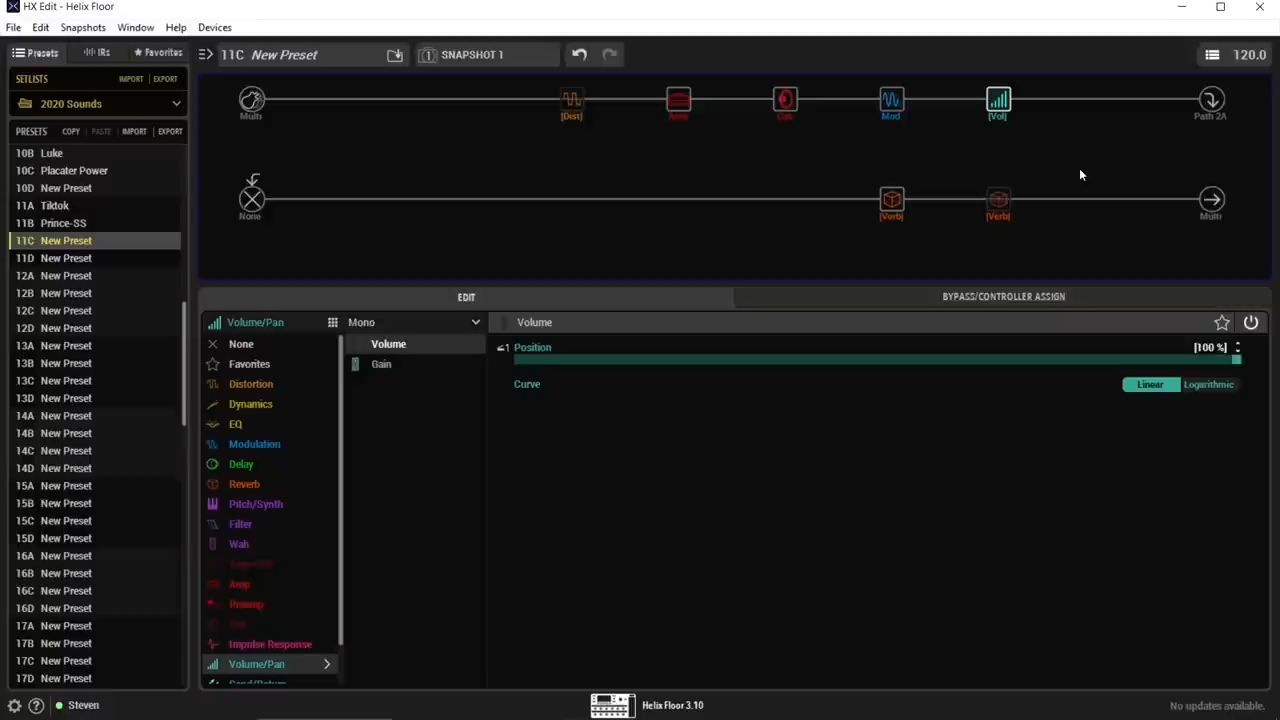 HX Edit - Helix Floor
File Edit Snapshots Window Help Devices
Presets IRs Favorites
11C New Preset
1 SNAPSHOT 1
120.0
SETLISTS IMPORT EXPORT
2020 Sounds
PRESETS COPY PASTE IMPORT EXPORT
10B Luke
10C Placater Power
10D New Preset
11A Tiktok
11B Prince-SS
11C New Preset
11D New Preset
12A New Preset
12B New Preset
12C New Preset
12D New Preset
13A New Preset
13B New Preset
13C New Preset
13D New Preset
14A New Preset
14B New Preset
14C New Preset
14D New Preset
15A New Preset
15B New Preset
15C New Preset
15D New Preset
16A New Preset
16B New Preset
16C New Preset
16D New Preset
17A New Preset
17B New Preset
17C New Preset
17D New Preset
Multi [Dist] Amp Cab Mod [Vol] Path 2A
None [Verb] [Verb] Multi
EDIT BYPASS/CONTROLLER ASSIGN
Volume/Pan
None
Favorites
Distortion
Dynamics
EQ
Modulation
Delay
Reverb
Pitch/Synth
Filter
Wah
Amp+Cab
Amp
Preamp
Cab
Impulse Response
Volume/Pan
Send/Return
Mono
Volume
Gain
Volume
1 Position [100 %]
Curve Linear Logarithmic
Steven
Helix Floor 3.10
No updates available.